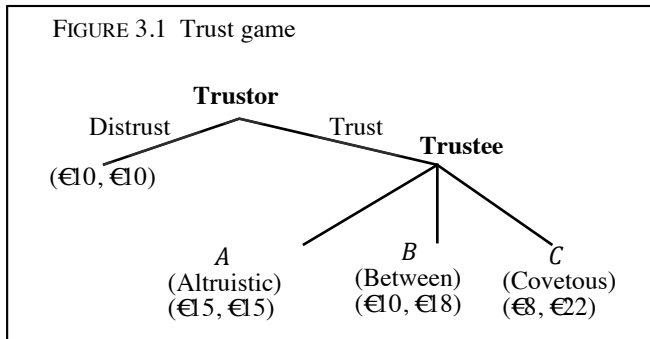 FIGURE 3.1 Trust game
Trustor
Distrust Trust
Trustee
(€10, €10)
A B C
(Altruistic) (Between) (Covetous)
(€15, €15) (€10, €18) (€8, €22)